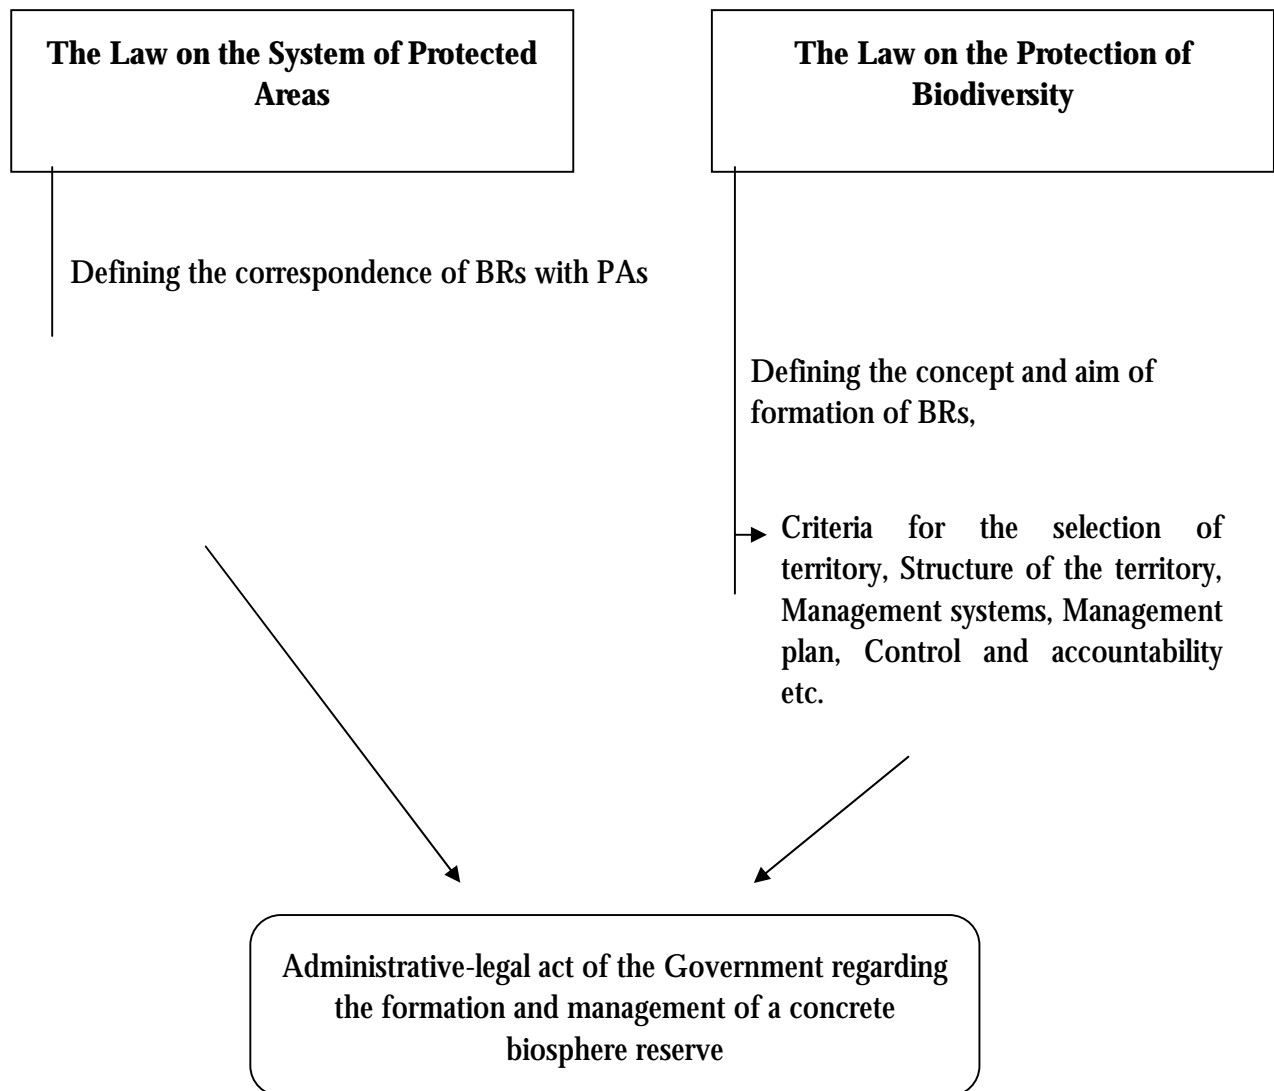 The Law on the System of Protected
Areas
The Law on the Protection of
Biodiversity
Defining the correspondence of BRs with PAs
Defining the concept and aim of
formation of BRs,
Criteria for the selection of
territory, Structure of the territory,
Management systems, Management
plan, Control and accountability
etc.
Administrative-legal act of the Government regarding
the formation and management of a concrete
biosphere reserve